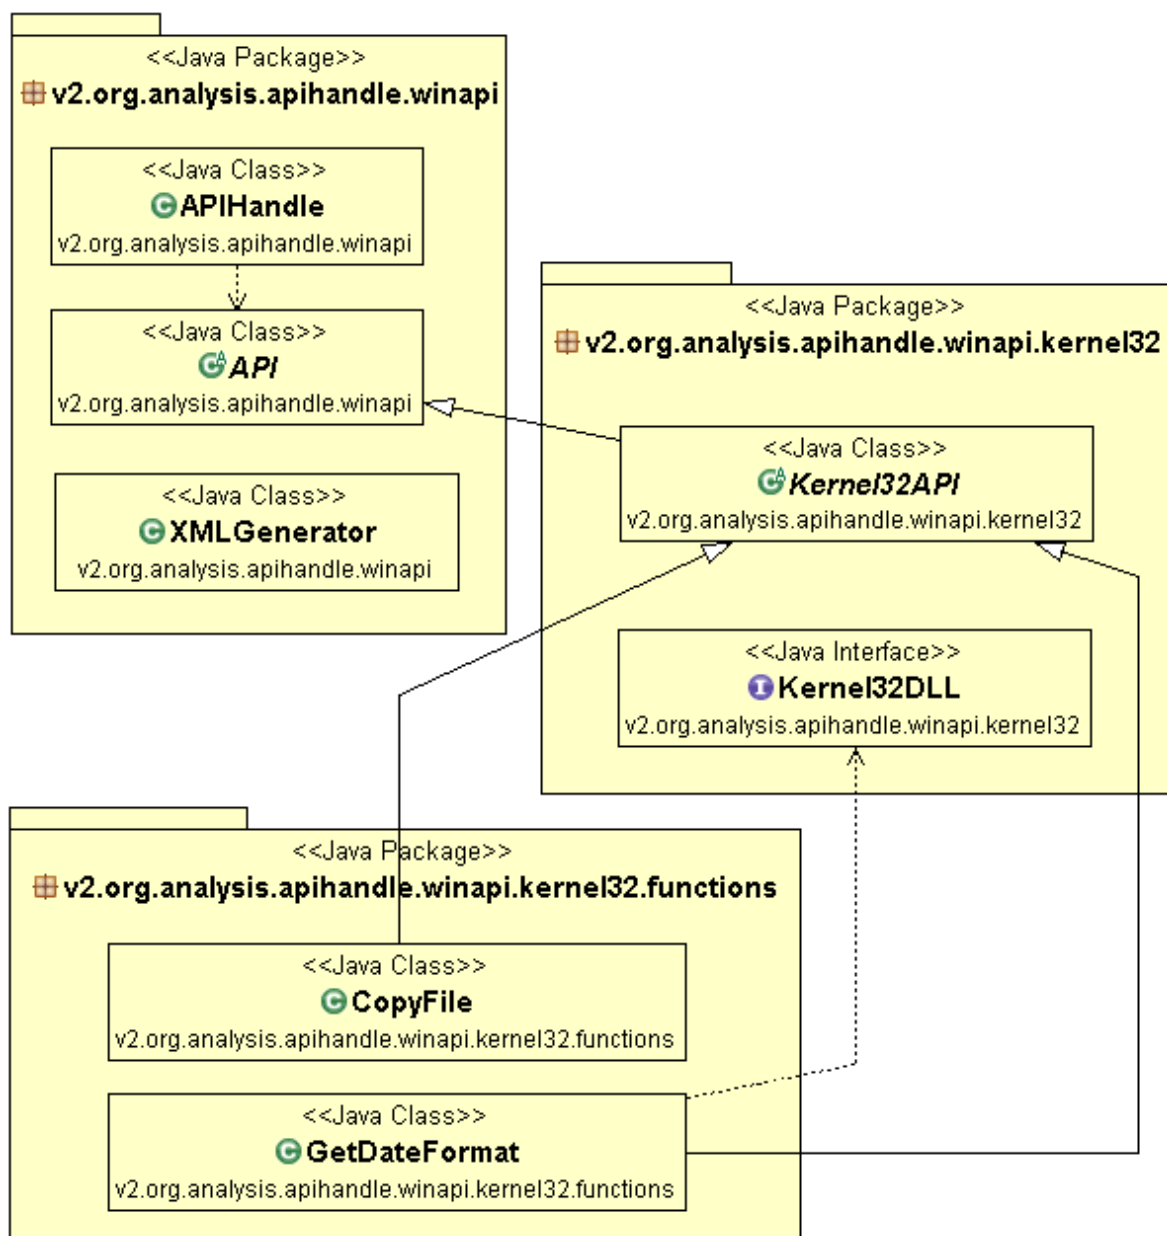 <<Java Package>>
v2.org.analysis.apihandle.winapi
<<Java Class>>
APIHandle
v2.org.analysis.apihandle.winapi
<<Java Class>>
API
v2.org.analysis.apihandle.winapi
<<Java Class>>
XMLGenerator
v2.org.analysis.apihandle.winapi
<<Java Package>>
v2.org.analysis.apihandle.winapi.kernel32
<<Java Class>>
Kernel32API
v2.org.analysis.apihandle.winapi.kernel32
<<Java Interface>>
Kernel32DLL
v2.org.analysis.apihandle.winapi.kernel32
<<Java Package>>
v2.org.analysis.apihandle.winapi.kernel32.functions
<<Java Class>>
CopyFile
v2.org.analysis.apihandle.winapi.kernel32.functions
<<Java Class>>
GetDateFormat
v2.org.analysis.apihandle.winapi.kernel32.functions